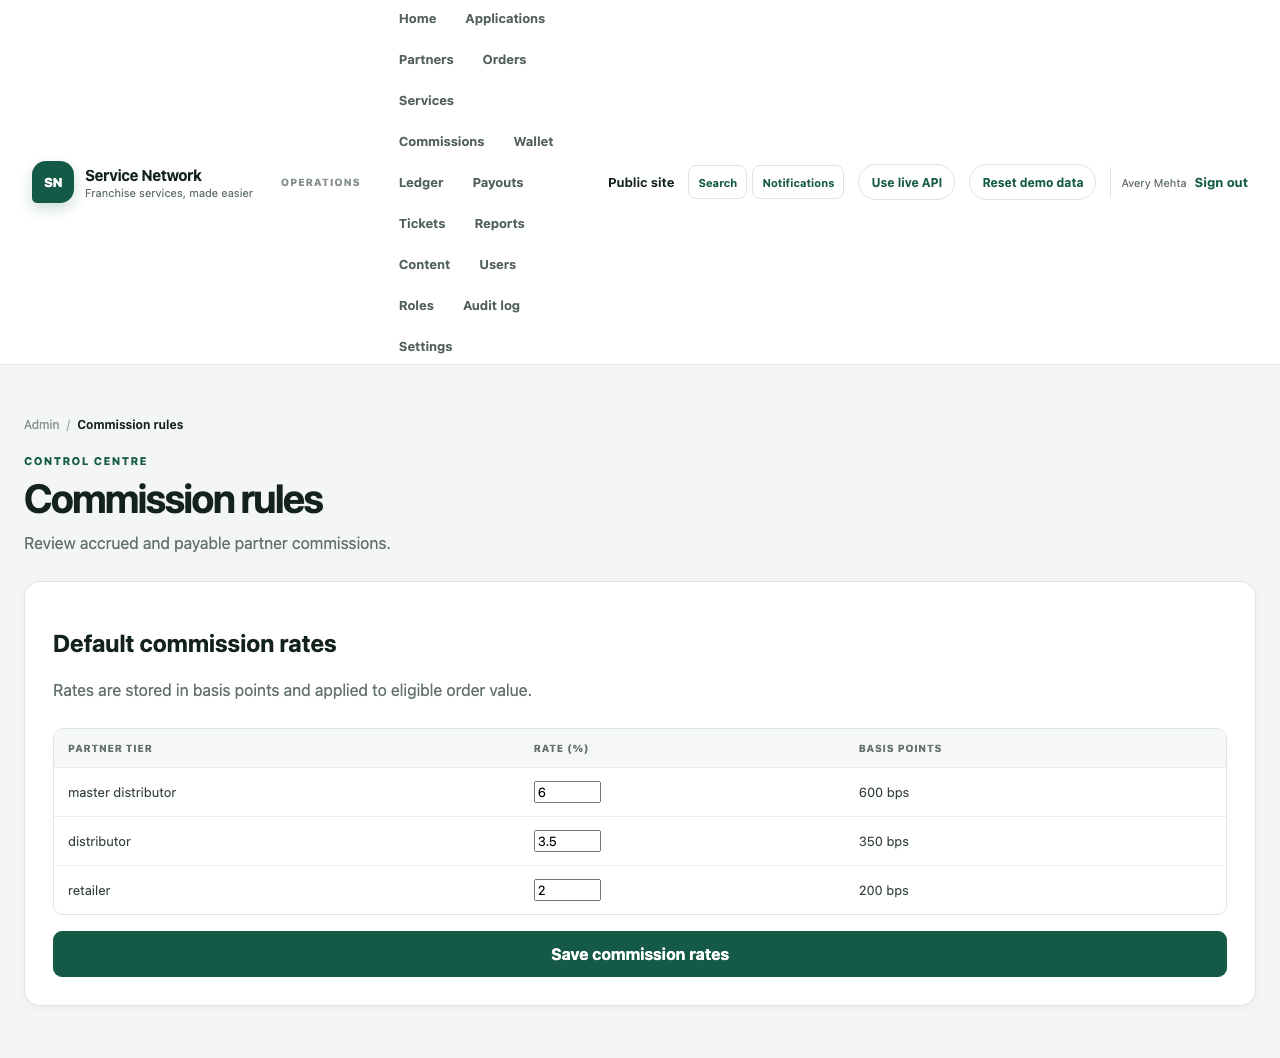 Home Applications
Partners Orders
Services
Commissions Wallet
SN
Service Network
Franchise services, made easier
OPERATIONS
Ledger Payouts
Public site
Search
Notifications
Use live API
Reset demo data
Avery Mehta
Sign out
Tickets Reports
Content Users
Roles Audit log
Settings
Admin / Commission rules
CONTROL CENTRE
Commission rules
Review accrued and payable partner commissions.
Default commission rates
Rates are stored in basis points and applied to eligible order value.
PARTNER TIER RATE (%) BASIS POINTS
master distributor 6 600 bps
distributor 3.5 350 bps
retailer 2 200 bps
Save commission rates